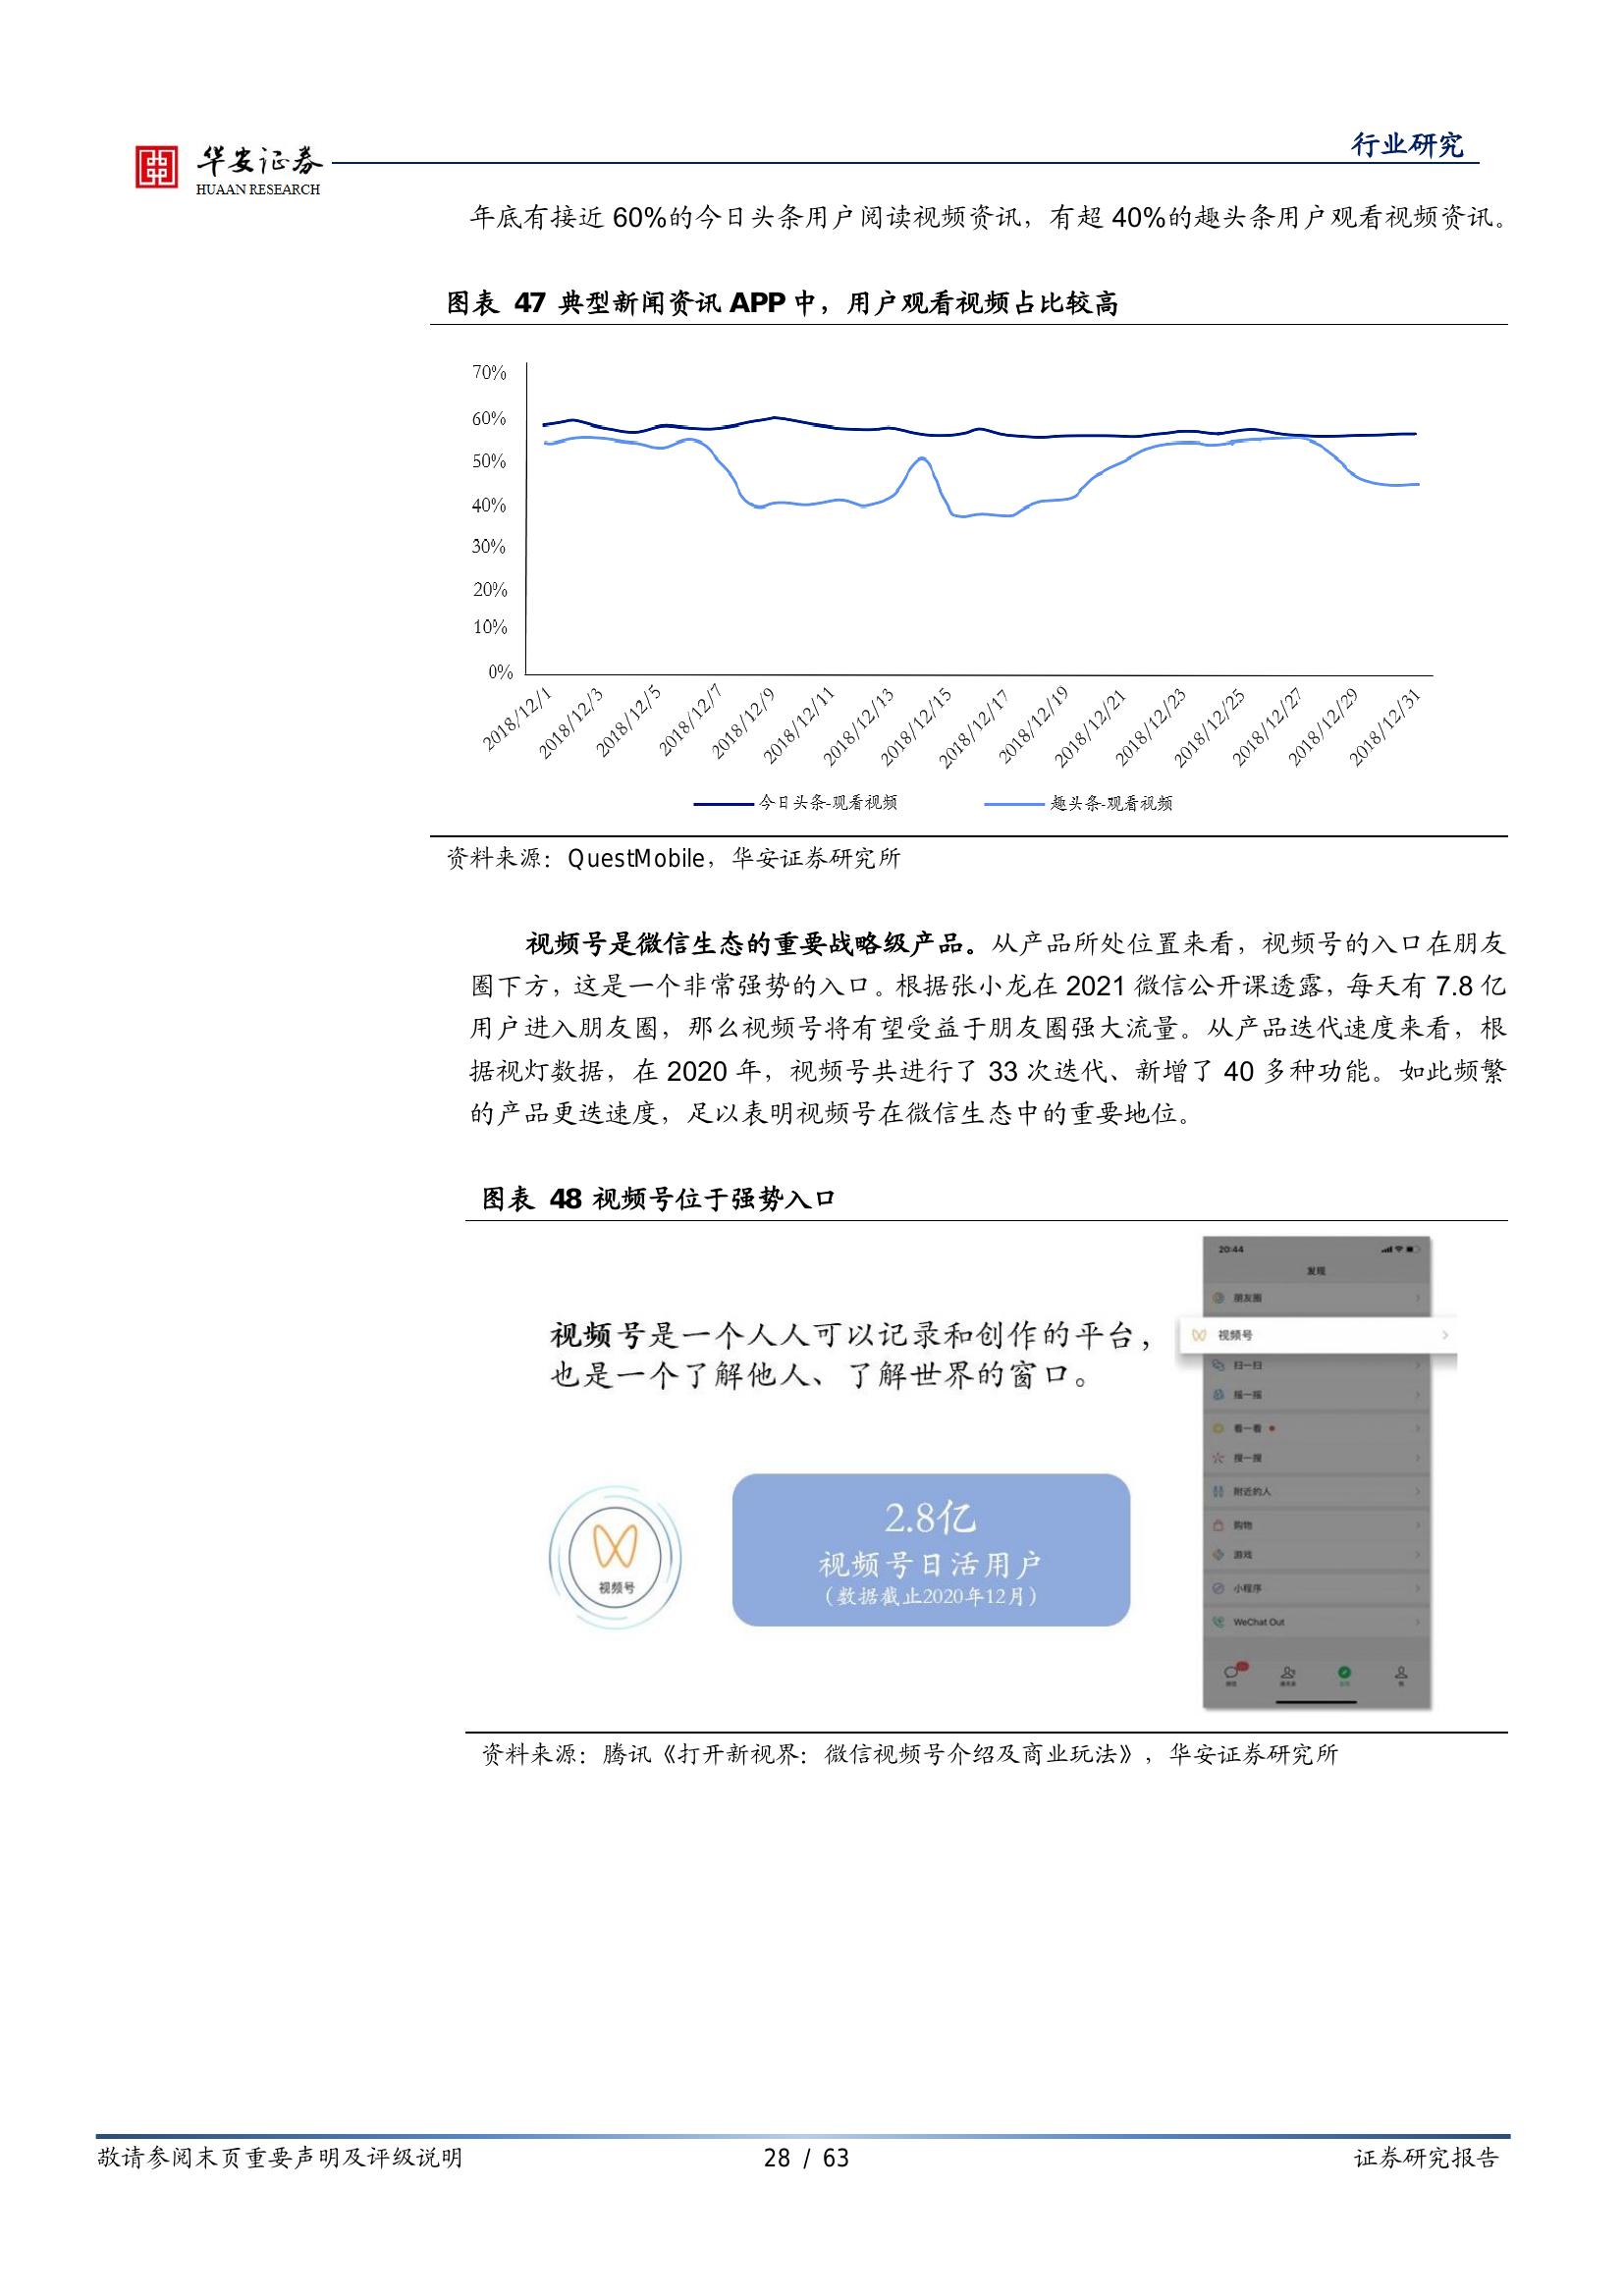 华安证券
HUAAN RESEARCH
行业研究
年底有接近 60%的今日头条用户阅读视频资讯，有超 40%的趣头条用户观看视频资讯。
图表 47 典型新闻资讯 APP 中，用户观看视频占比较高
70%
60%
50%
40%
30%
20%
10%
0%
2018/12/1
2018/12/3
2018/12/5
2018/12/7
2018/12/9
2018/12/11
2018/12/13
2018/12/15
2018/12/17
2018/12/19
2018/12/21
2018/12/23
2018/12/25
2018/12/27
2018/12/29
2018/12/31
今日头条-观看视频
趣头条-观看视频
资料来源：QuestMobile，华安证券研究所
视频号是微信生态的重要战略级产品。从产品所处位置来看，视频号的入口在朋友
圈下方，这是一个非常强势的入口。根据张小龙在 2021 微信公开课透露，每天有 7.8 亿
用户进入朋友圈，那么视频号将有望受益于朋友圈强大流量。从产品迭代速度来看，根
据视灯数据，在 2020 年，视频号共进行了 33 次迭代、新增了 40 多种功能。如此频繁
的产品更迭速度，足以表明视频号在微信生态中的重要地位。
图表 48 视频号位于强势入口
视频号是一个人人可以记录和创作的平台，
也是一个了解他人、了解世界的窗口。
视频号
2.8亿
视频号日活用户
（数据截止2020年12月）
20:44
发现
朋友圈
视频号
扫一扫
摇一摇
看一看
搜一搜
附近的人
购物
游戏
小程序
WeChat Out
资料来源：腾讯《打开新视界：微信视频号介绍及商业玩法》，华安证券研究所
敬请参阅末页重要声明及评级说明
28 / 63
证券研究报告